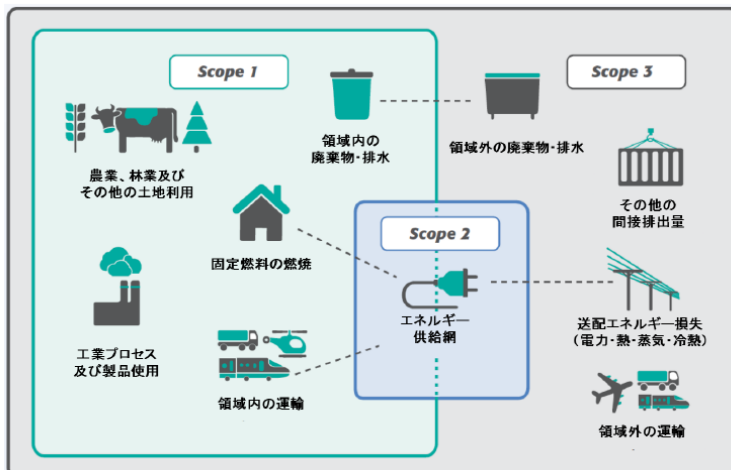 Scope 1
Scope 3
領域内の
廃棄物・排水
領域外の廃棄物・排水
農業、林業及び
その他の土地利用
その他の
間接排出量
Scope 2
固定燃料の燃焼
エネルギー
供給網
送配エネルギー損失
（電力・熱・蒸気・冷熱）
工業プロセス
及び製品使用
領域内の運輸
領域外の運輸